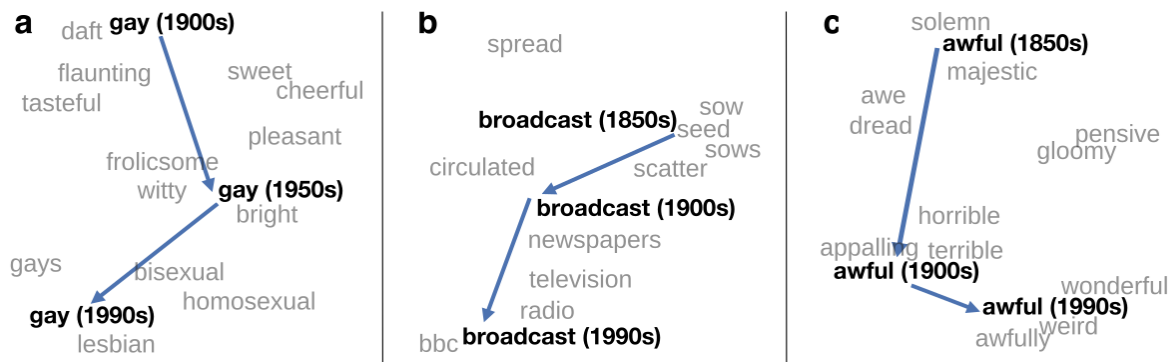 a
daft
gay (1900s)
flaunting
sweet
tasteful
cheerful
pleasant
frolicsome
witty
gay (1950s)
bright
gays
bisexual
homosexual
gay (1990s)
lesbian
b
spread
sow
broadcast (1850s)
seed
sows
circulated
scatter
broadcast (1900s)
newspapers
television
radio
bbc
broadcast (1990s)
c
solemn
awful (1850s)
majestic
awe
dread
pensive
gloomy
horrible
appalling
terrible
awful (1900s)
wonderful
awful (1990s)
weird
awfully